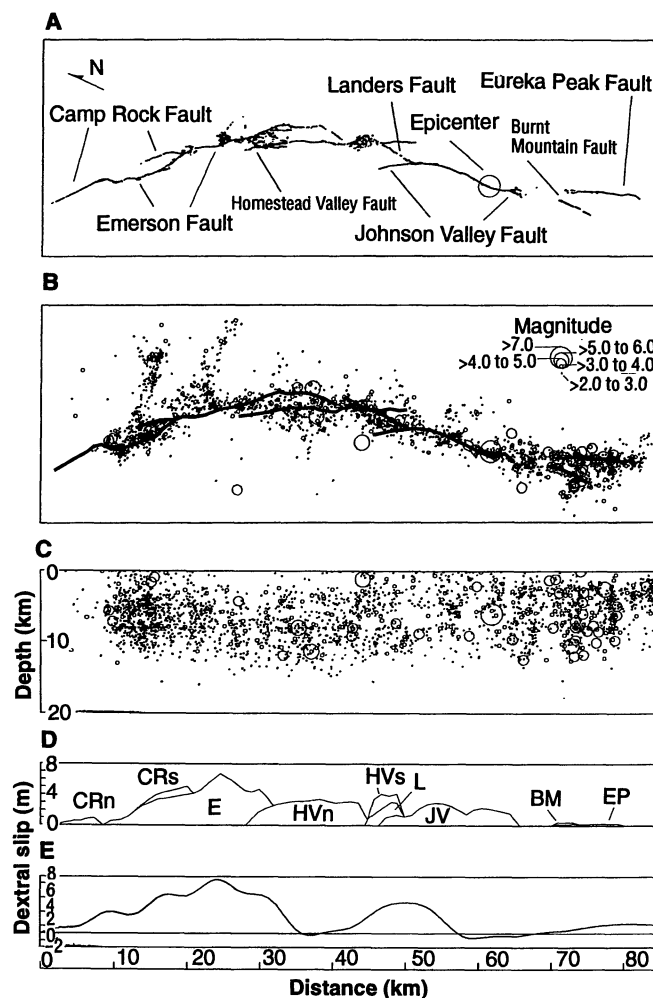 A
N
Camp Rock Fault
Landers Fault
Eureka Peak Fault
Epicenter
Burnt
Mountain Fault
Homestead Valley Fault
Emerson Fault
Johnson Valley Fault
B
Magnitude
>7.0
>5.0 to 6.0
>4.0 to 5.0
>3.0 to 4.0
>2.0 to 3.0
C
Depth (km)
0
-10
20
D
Dextral slip (m)
8
4
0
CRn
CRs
E
HVn
HVs
L
JV
BM
EP
E
8
6
4
2
0
-2
10 20 30 40 50 60 70 80
Distance (km)